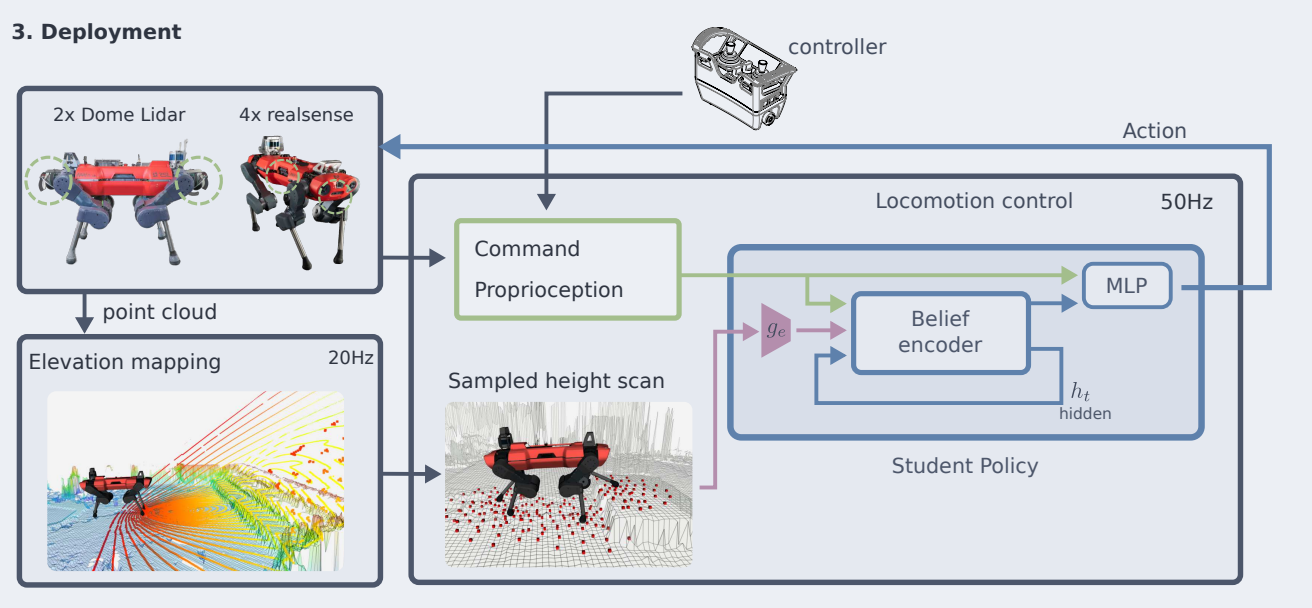 3. Deployment
controller
2x Dome Lidar
4x realsense
Action
Locomotion control
50Hz
Command
Proprioception
MLP
point cloud
Belief
encoder
g_e
Elevation mapping
20Hz
Sampled height scan
h_t
hidden
Student Policy